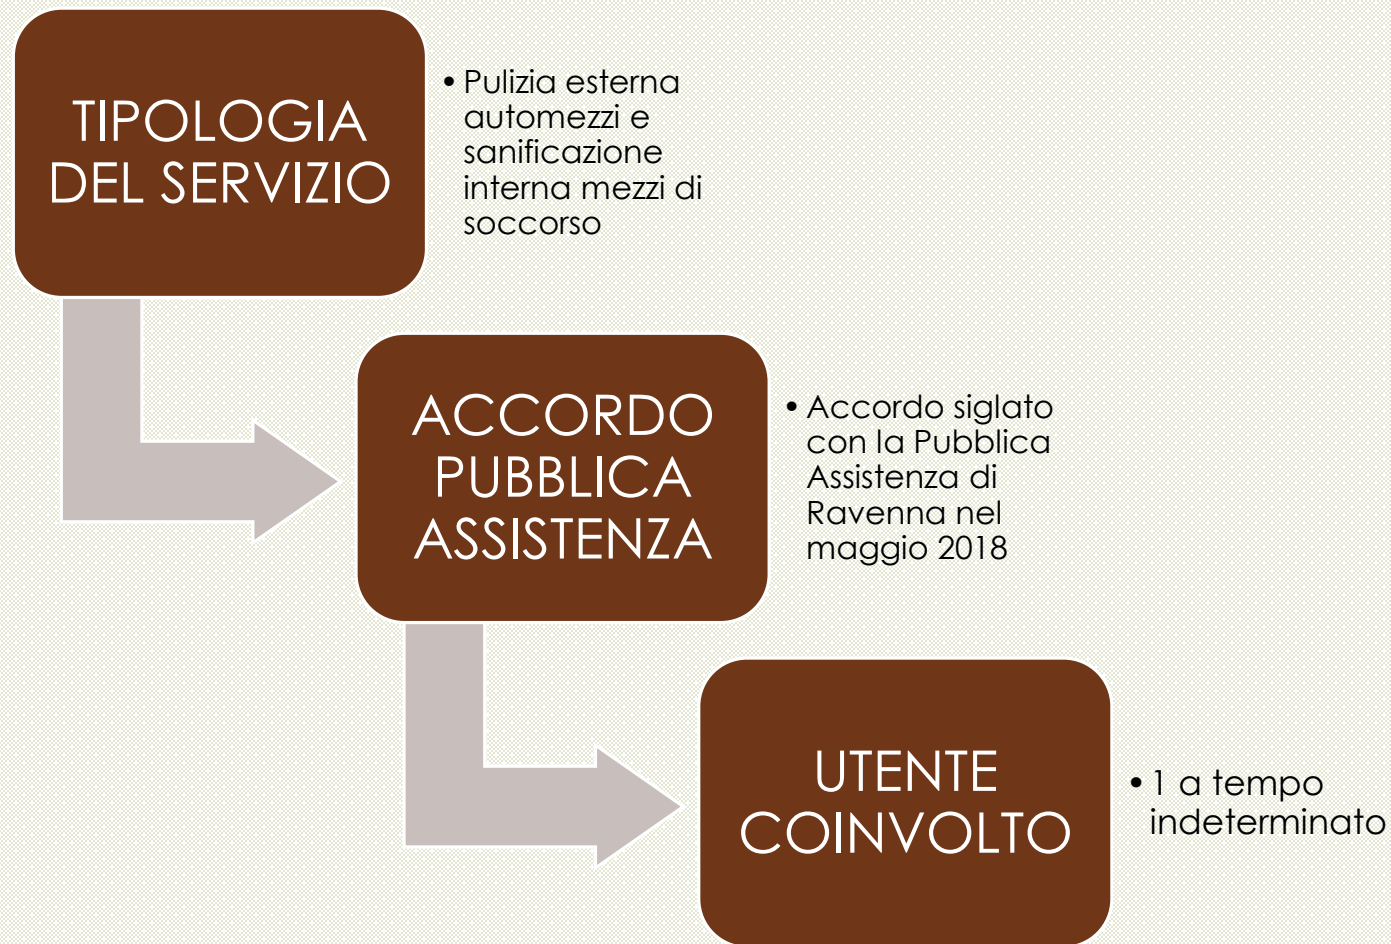 TIPOLOGIA
DEL SERVIZIO
• Pulizia esterna
automezzi e
sanificazione
interna mezzi di
soccorso
ACCORDO
PUBBLICA
ASSISTENZA
• Accordo siglato
con la Pubblica
Assistenza di
Ravenna nel
maggio 2018
UTENTE
COINVOLTO
• 1 a tempo
indeterminato